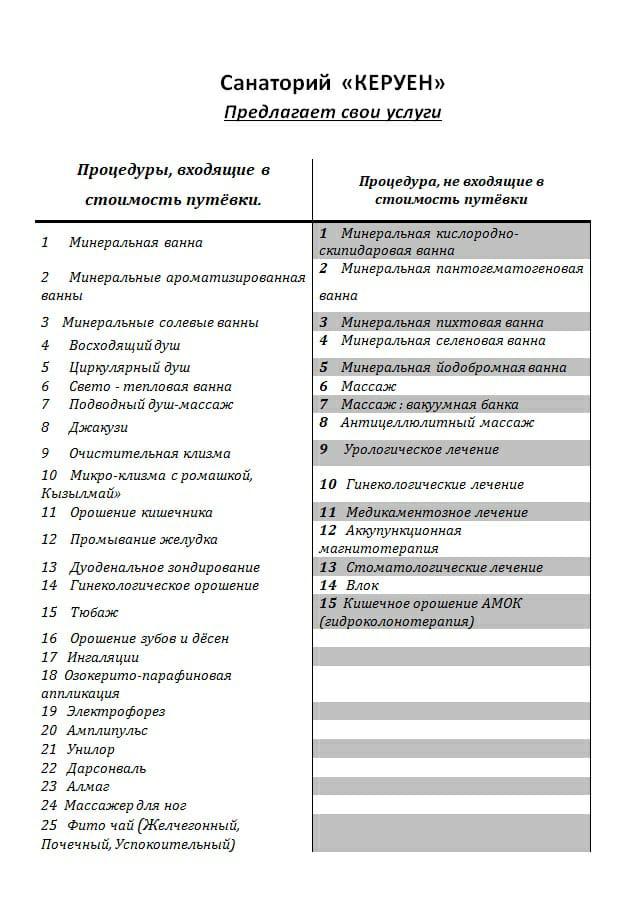 Санаторий «КЕРУЕН»
Предлагает свои услуги
Процедуры, входящие в
стоимость путёвки.
1 Минеральная ванна
2 Минеральные ароматизированная
ванны
3 Минеральные солевые ванны
4 Восходящий душ
5 Циркулярный душ
6 Свето - тепловая ванна
7 Подводный душ-массаж
8 Джакузи
9 Очистительная клизма
10 Микро-клизма с ромашкой,
Кызылмай»
11 Орошение кишечника
12 Промывание желудка
13 Дуоденальное зондирование
14 Гинекологическое орошение
15 Тюбаж
16 Орошение зубов и дёсен
17 Ингаляции
18 Озокерито-парафиновая
аппликация
19 Электрофорез
20 Амплипульс
21 Унилор
22 Дарсонваль
23 Алмаг
24 Массажер для ног
25 Фито чай (Желчегонный,
Почечный, Успокоительный)
Процедура, не входящие в
стоимость путёвки
1 Минеральная кислородно-
скипидаровая ванна
2 Минеральная пантогематогеновая
ванна
3 Минеральная пихтовая ванна
4 Минеральная селеновая ванна
5 Минеральная йодобромная ванна
6 Массаж
7 Массаж : вакуумная банка
8 Антицеллюлитный массаж
9 Урологическое лечение
10 Гинекологические лечение
11 Медикаментозное лечение
12 Аккупункционная
магнитотерапия
13 Стоматологические лечение
14 Влок
15 Кишечное орошение АМОК
(гидроколонотерапия)